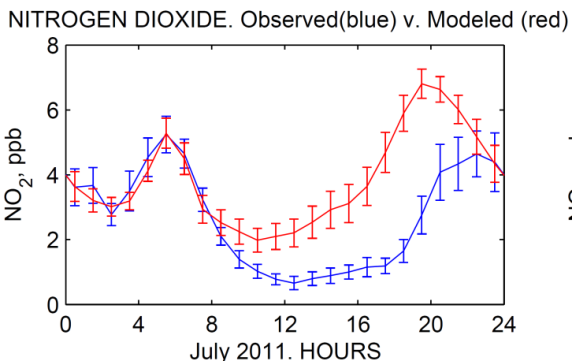 NITROGEN DIOXIDE. Observed(blue) v. Modeled (red)
8
6
4
2
0
NO2, ppb
0 4 8 12 16 20 24
July 2011. HOURS